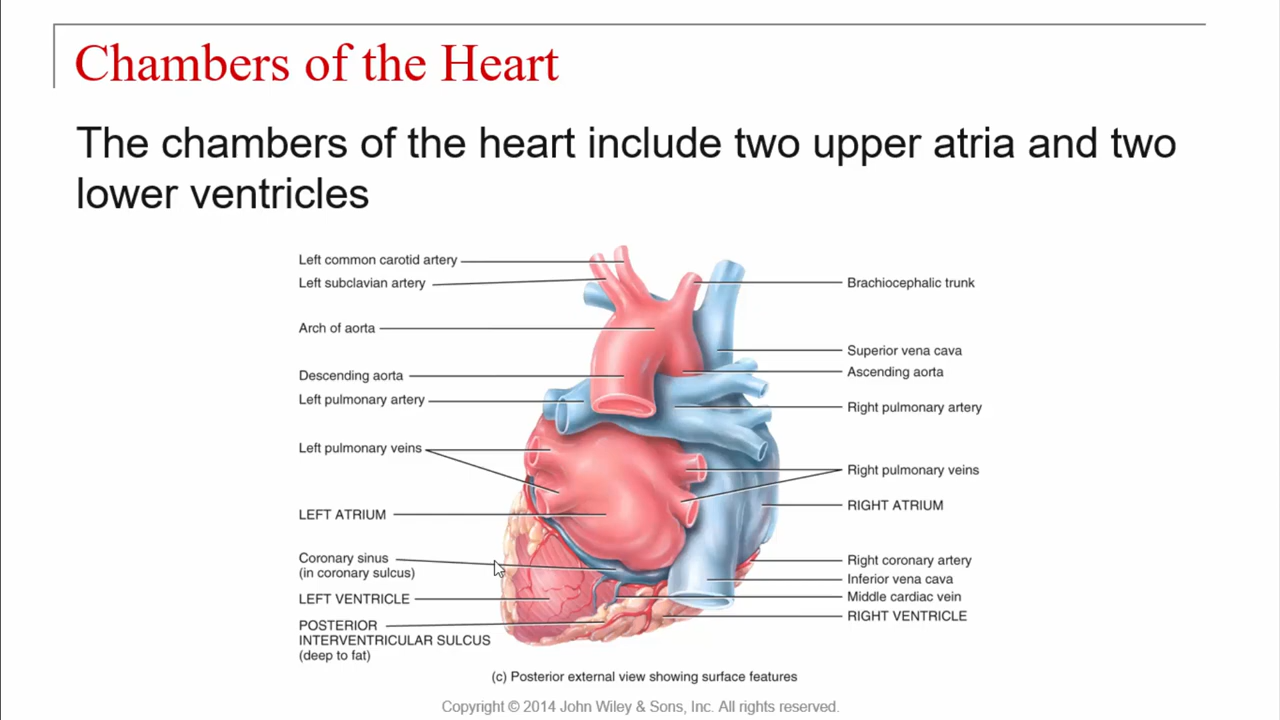 Chambers of the Heart
The chambers of the heart include two upper atria and two
lower ventricles
Left common carotid artery
Left subclavian artery
Arch of aorta
Descending aorta
Left pulmonary artery
Left pulmonary veins
LEFT ATRIUM
Coronary sinus
(in coronary sulcus)
LEFT VENTRICLE
POSTERIOR
INTERVENTRICULAR SULCUS
(deep to fat)
Brachiocephalic trunk
Superior vena cava
Ascending aorta
Right pulmonary artery
Right pulmonary veins
RIGHT ATRIUM
Right coronary artery
Inferior vena cava
Middle cardiac vein
RIGHT VENTRICLE
(c) Posterior external view showing surface features
Copyright © 2014 John Wiley & Sons, Inc. All rights reserved.